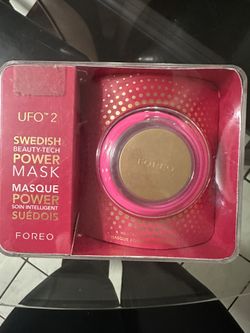 UFO™ 2
SWEDISH
BEAUTY-TECH
POWER
MASK
MASQUE
POWER
SOIN INTELLIGENT
SUÉDOIS
FOREO
FOREO